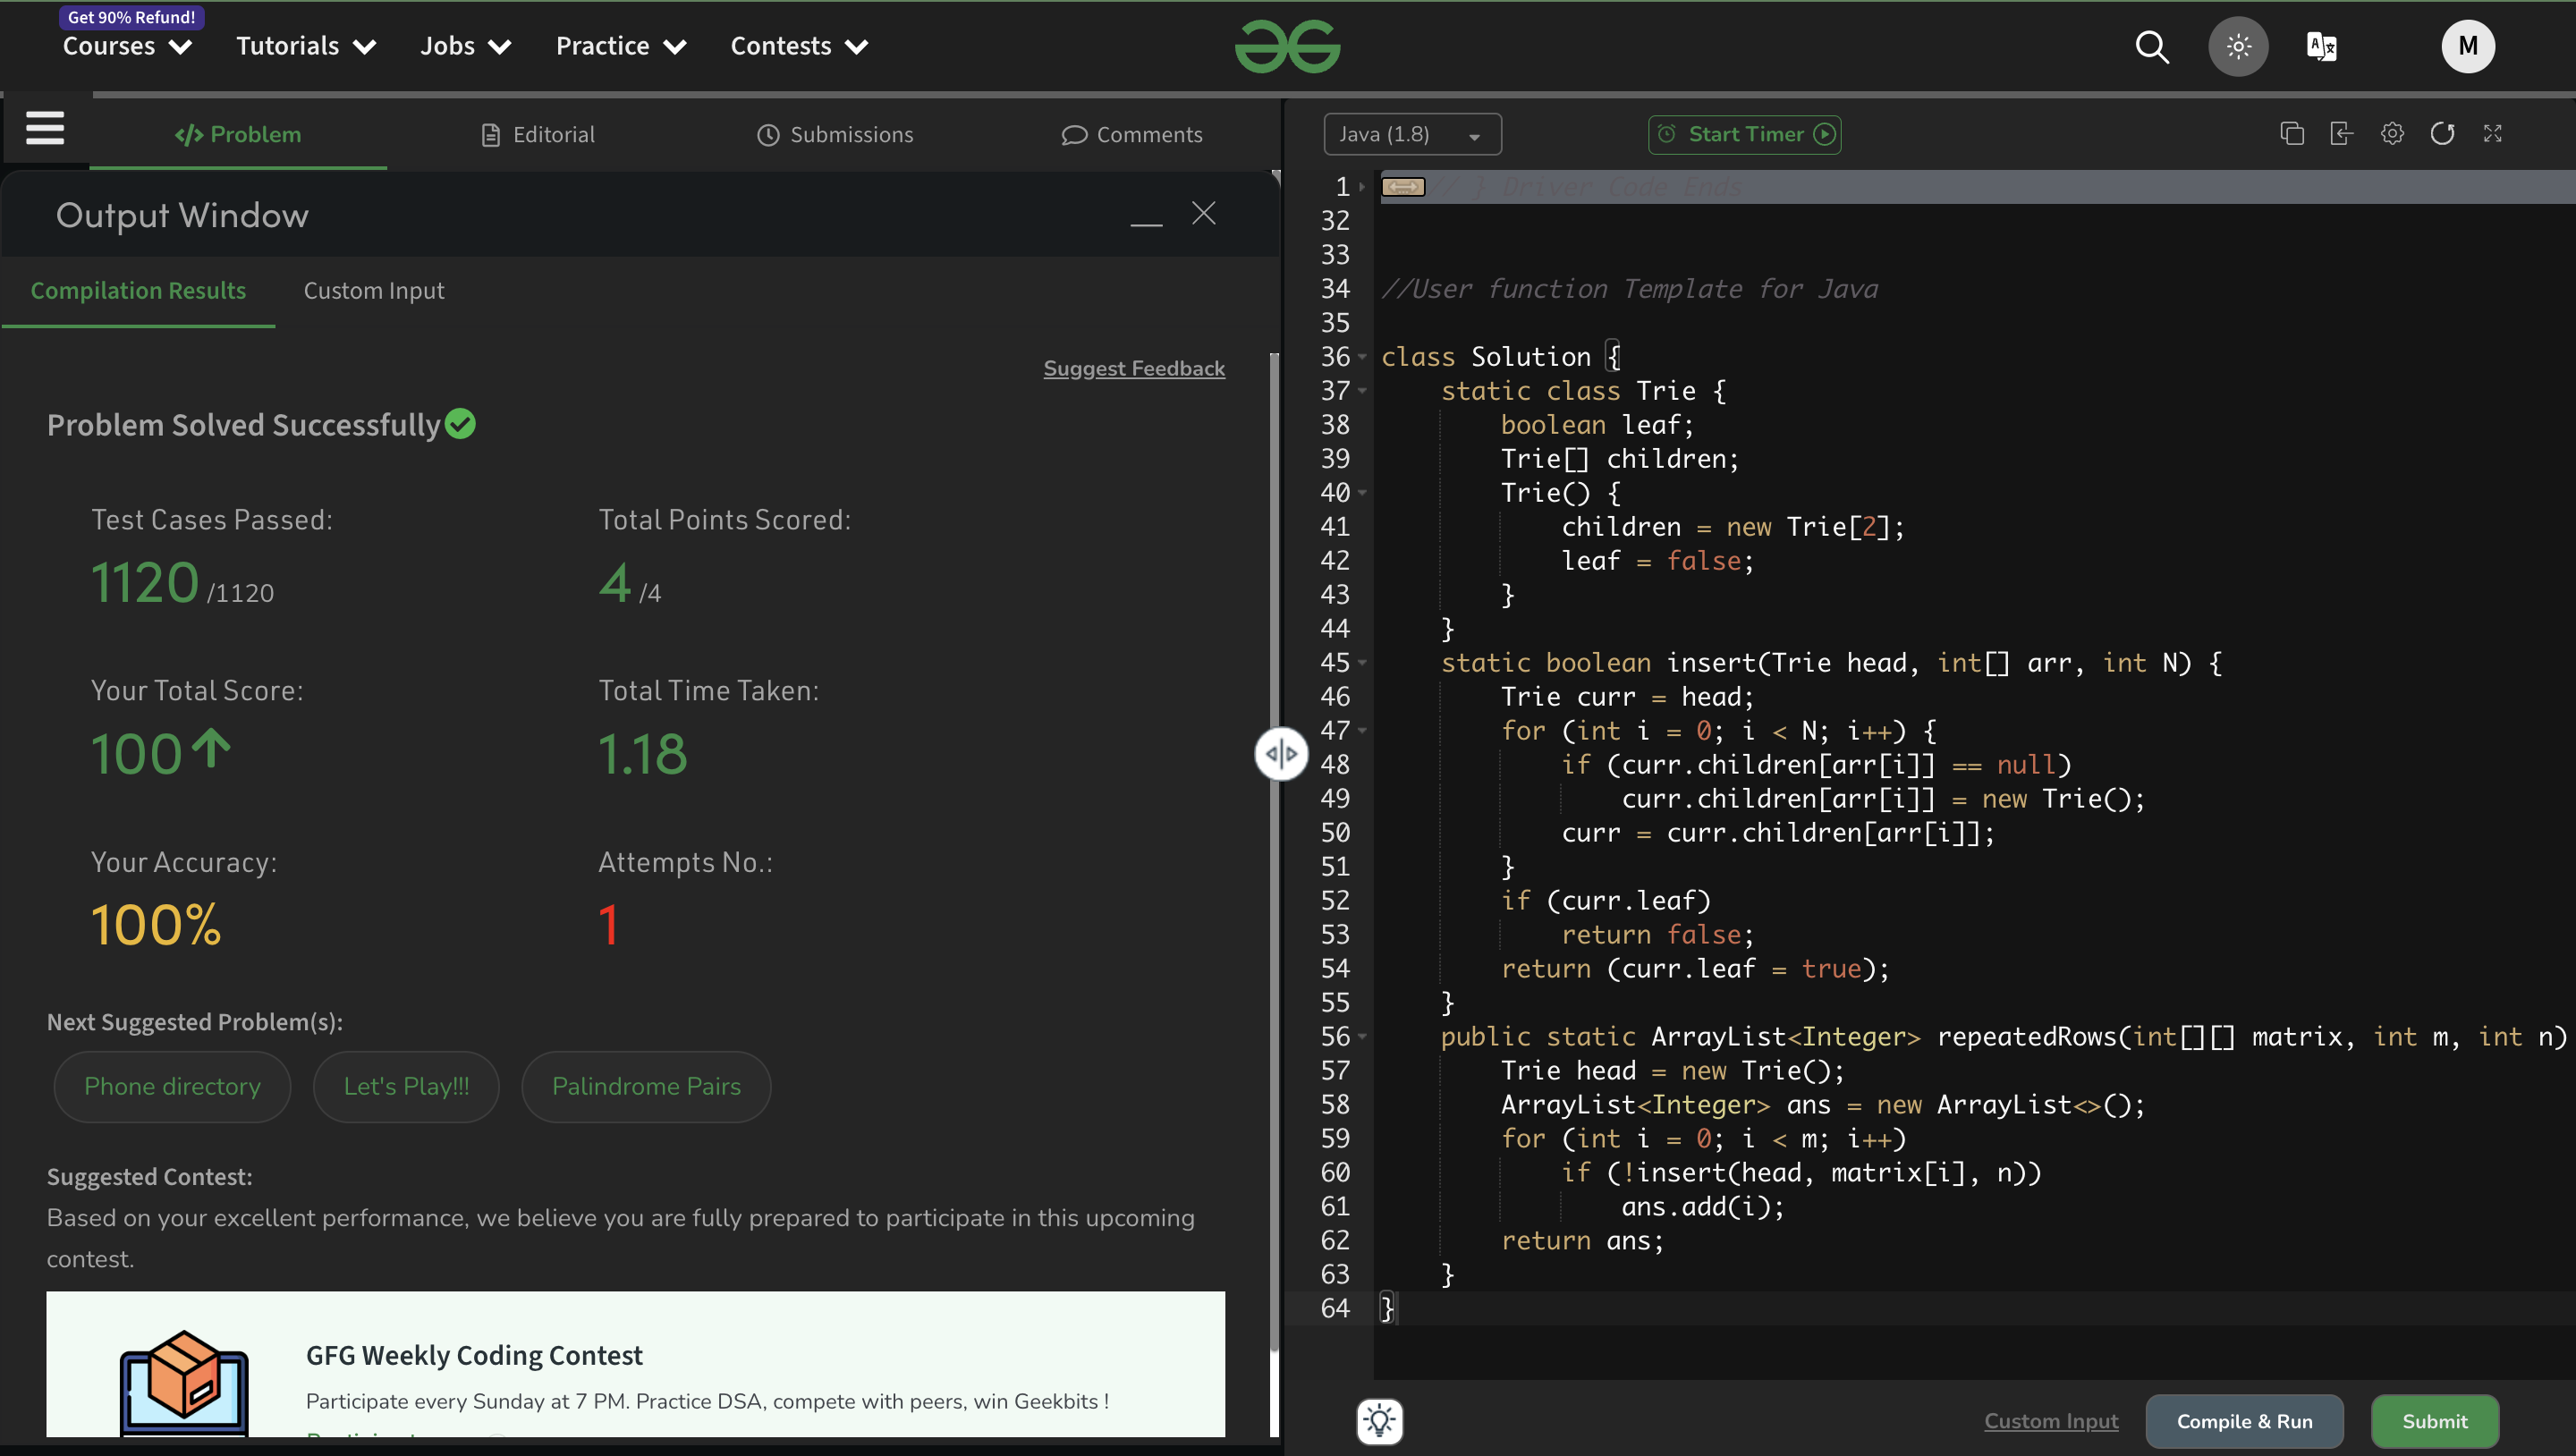 Get 90% Refund!
Courses Tutorials Jobs Practice Contests
M
Problem Editorial Submissions Comments
Output Window
Compilation Results Custom Input
Suggest Feedback
Problem Solved Successfully
Test Cases Passed: Total Points Scored:
1120 /1120 4 /4
Your Total Score: Total Time Taken:
100 1.18
Your Accuracy: Attempts No.:
100% 1
Next Suggested Problem(s):
Phone directory Let's Play!!! Palindrome Pairs
Suggested Contest:
Based on your excellent performance, we believe you are fully prepared to participate in this upcoming
contest.
GFG Weekly Coding Contest
Participate every Sunday at 7 PM. Practice DSA, compete with peers, win Geekbits !
Java (1.8) Start Timer
1 // } Driver Code Ends
32
33
34 //User function Template for Java
35
36 class Solution {
37 static class Trie {
38 boolean leaf;
39 Trie[] children;
40 Trie() {
41 children = new Trie[2];
42 leaf = false;
43 }
44 }
45 static boolean insert(Trie head, int[] arr, int N) {
46 Trie curr = head;
47 for (int i = 0; i < N; i++) {
48 if (curr.children[arr[i]] == null)
49 curr.children[arr[i]] = new Trie();
50 curr = curr.children[arr[i]];
51 }
52 if (curr.leaf)
53 return false;
54 return (curr.leaf = true);
55 }
56 public static ArrayList<Integer> repeatedRows(int[][] matrix, int m, int n)
57 Trie head = new Trie();
58 ArrayList<Integer> ans = new ArrayList<>();
59 for (int i = 0; i < m; i++)
60 if (!insert(head, matrix[i], n))
61 ans.add(i);
62 return ans;
63 }
64 }
Custom Input Compile & Run Submit